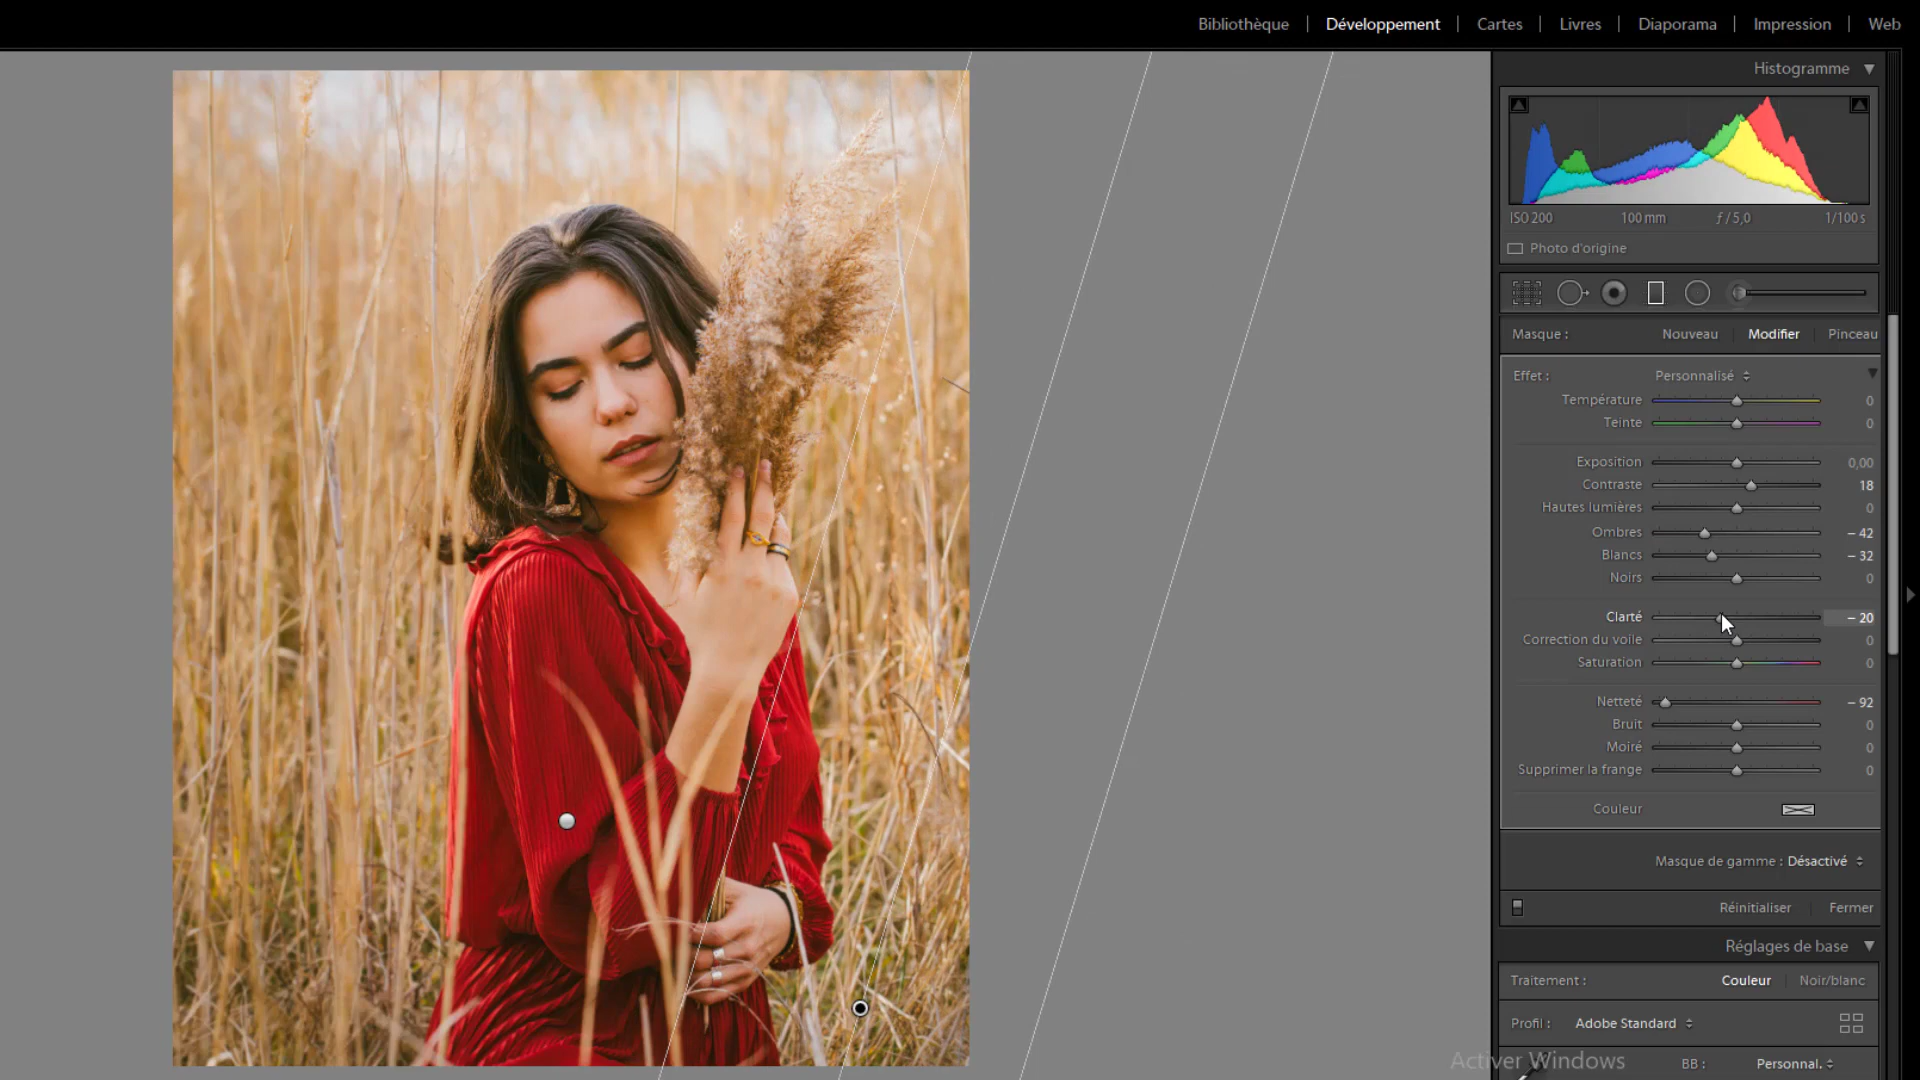 Bibliothèque | Développement | Cartes | Livres | Diaporama | Impression | Web
Histogramme
ISO 200 100 mm ƒ / 5,0 1/100 s
Photo d'origine
Masque : Nouveau Modifier Pinceau
Effet : Personnalisé
Température 0
Teinte 0
Exposition 0,00
Contraste 18
Hautes lumières 0
Ombres – 42
Blancs – 32
Noirs 0
Clarté – 20
Correction du voile 0
Saturation 0
Netteté – 92
Bruit 0
Moiré 0
Supprimer la frange 0
Couleur
Masque de gamme : Désactivé
Réinitialiser Fermer
Réglages de base
Traitement : Couleur Noir/blanc
Profil : Adobe Standard
Activer Windows
BB : Personnal.